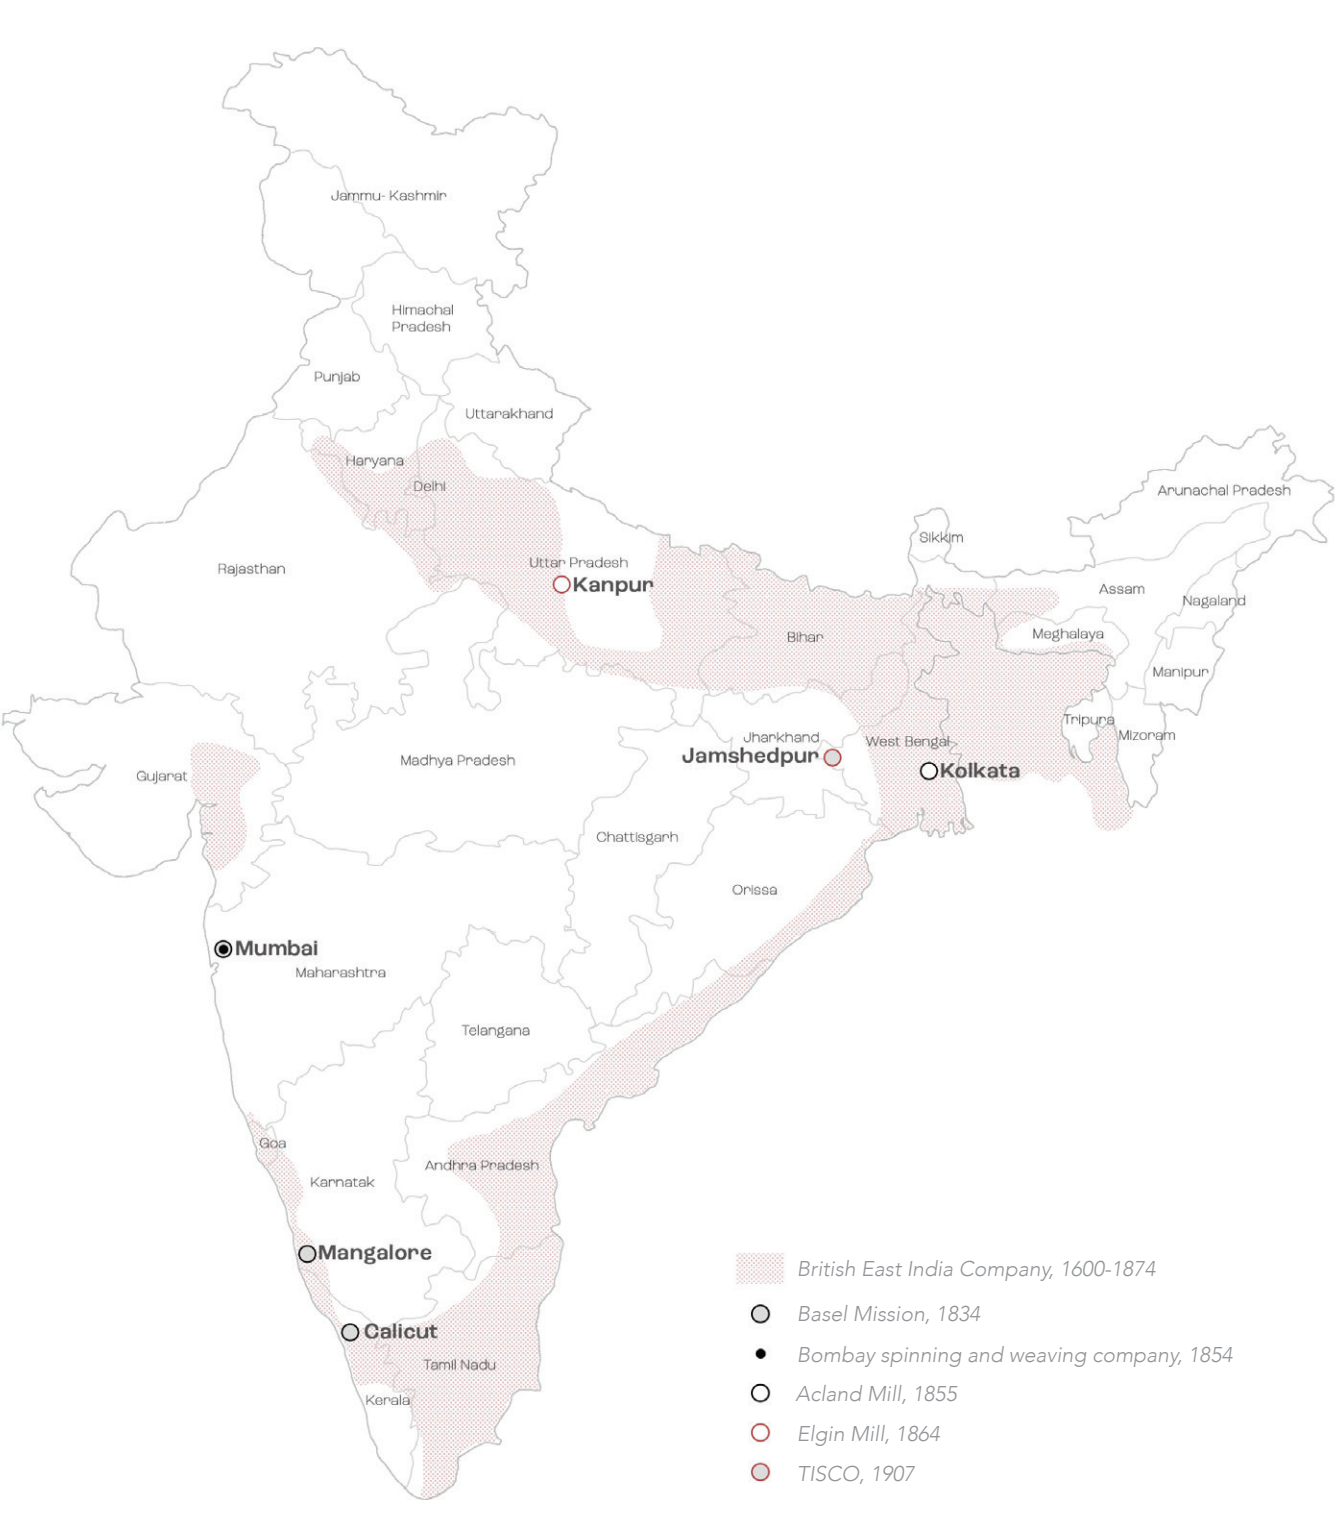 Jammu- Kashmir
Himachal
Pradesh
Punjab
Uttarakhand
Haryana
Delhi
Arunachal Pradesh
Sikkim
Rajasthan
Uttar Pradesh
Kanpur
Assam
Nagaland
Bihar
Meghalaya
Manipur
Tripura
Mizoram
Jharkhand
West Bengal
Jamshedpur
Kolkata
Gujarat
Madhya Pradesh
Chattisgarh
Orissa
Mumbai
Maharashtra
Telangana
Goa
Andhra Pradesh
Karnatak
Mangalore
Calicut
Tamil Nadu
Kerala
British East India Company, 1600-1874
Basel Mission, 1834
Bombay spinning and weaving company, 1854
Acland Mill, 1855
Elgin Mill, 1864
TISCO, 1907